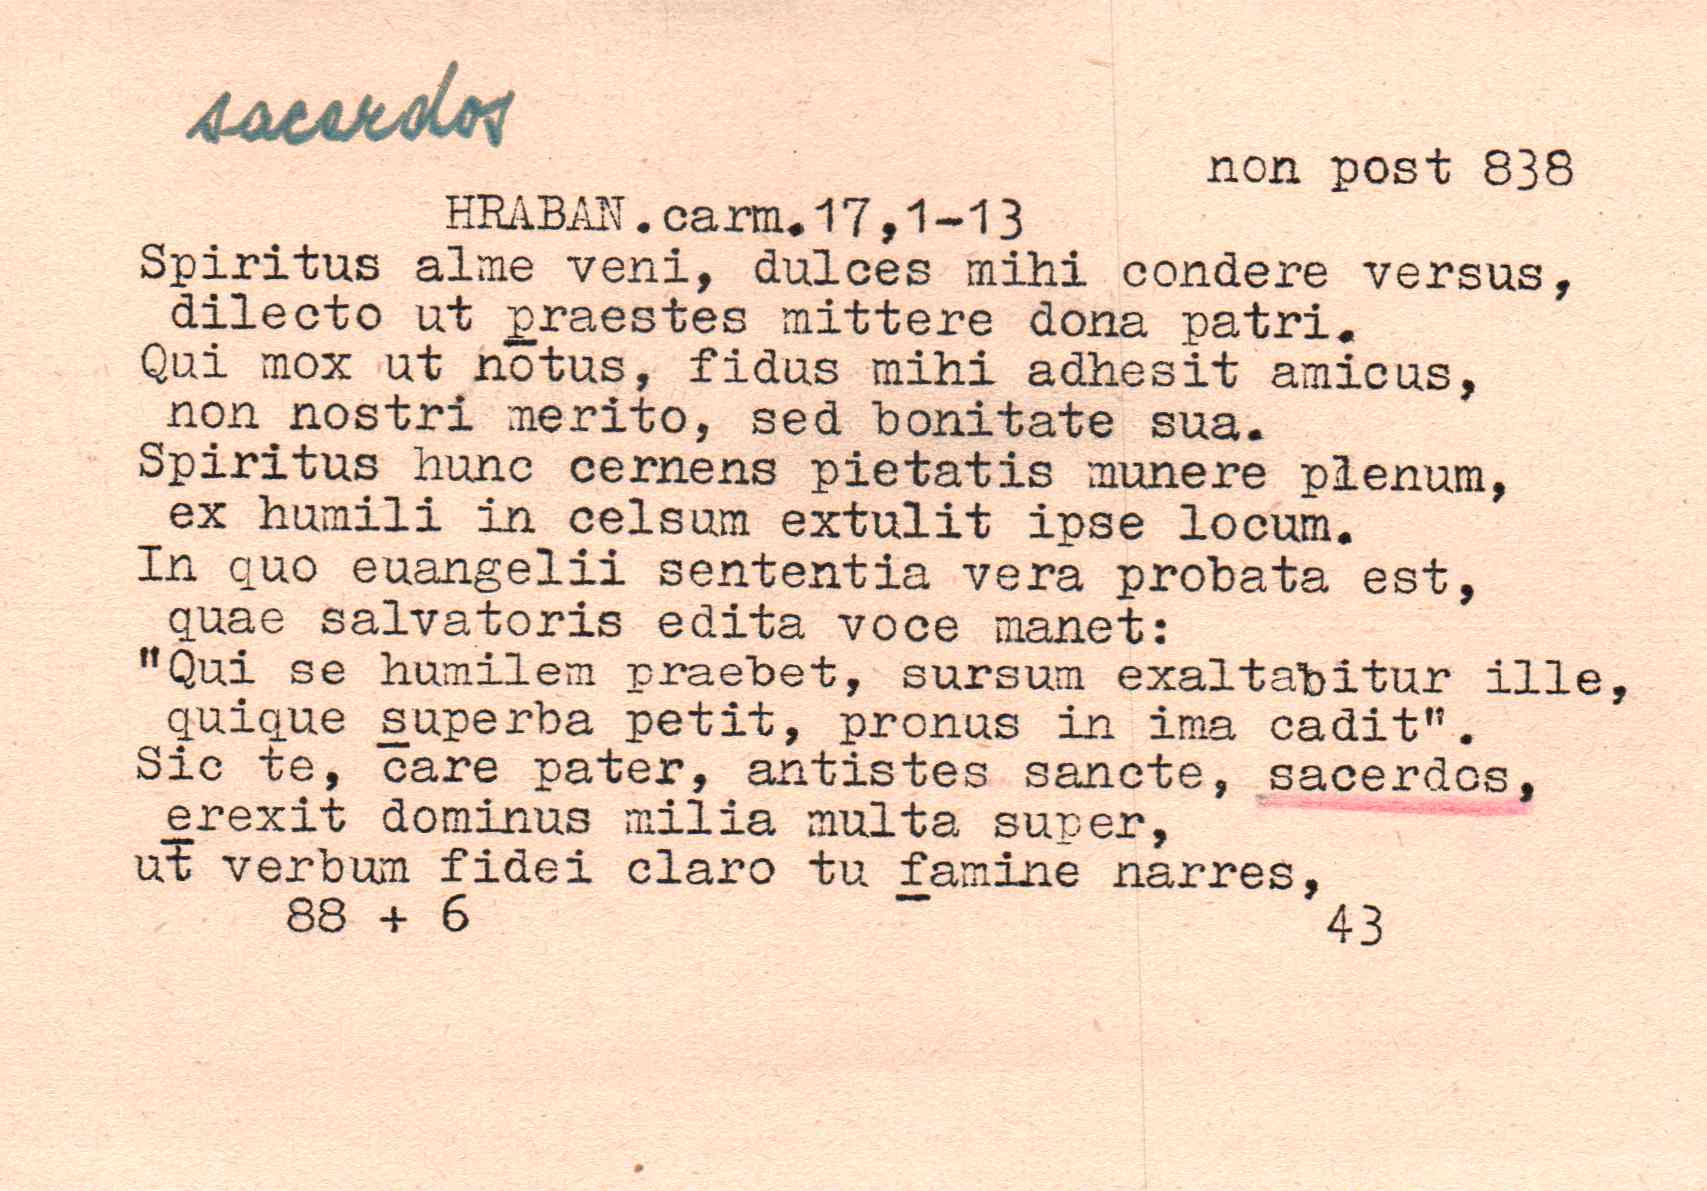 sacerdos
non post 838
HRABAN.carm.17,1-13
Spiritus alme veni, dulces mihi condere versus,
dilecto ut praestes mittere dona patri.
Qui mox ut notus, fidus mihi adhesit amicus,
non nostri merito, sed bonitate sua.
Spiritus hunc cernens pietatis munere plenum,
ex humili in celsum extulit ipse locum.
In quo euangelii sententia vera probata est,
quae salvatoris edita voce manet:
"Qui se humilem praebet, sursum exaltabitur ille,
quique superba petit, pronus in ima cadit".
Sic te, care pater, antistes sancte, sacerdos,
erexit dominus milia multa super,
ut verbum fidei claro tu famine narres,
88 + 6 43